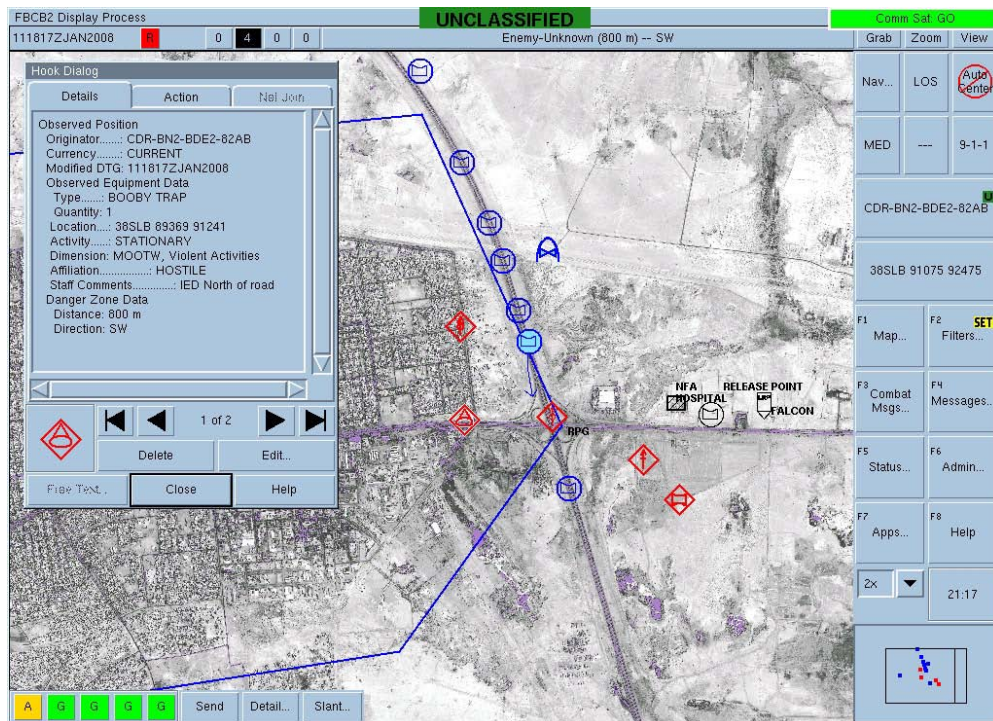 FBCB2 Display Process
UNCLASSIFIED
Comm Sat: GO
111817ZJAN2008 R 0 4 0 0 Enemy-Unknown (800 m) -- SW
Grab Zoom View
Hook Dialog
Details Action Net Join
Observed Position
Originator......: CDR-BN2-BDE2-82AB
Currency.......: CURRENT
Modified DTG: 111817ZJAN2008
Observed Equipment Data
Type.....: BOOBY TRAP
Quantity: 1
Location....: 38SLB 89369 91241
Activity.....: STATIONARY
Dimension: MOOTW, Violent Activities
Affiliation...................: HOSTILE
Staff Comments.............: IED North of road
Danger Zone Data
Distance: 800 m
Direction: SW
1 of 2
Delete Edit...
Free Text... Close Help
NFA
HOSPITAL
RELEASE POINT
LRP
FALCON
RPG
Nav... LOS Auto Center
MED --- 9-1-1
CDR-BN2-BDE2-82AB U
38SLB 91075 92475
F1 Map... F2 Filters... SET
F3 Combat Msgs... F4 Messages...
F5 Status... F6 Admin...
F7 Apps... F8 Help
2x 21:17
A G G G G Send Detail... Slant...